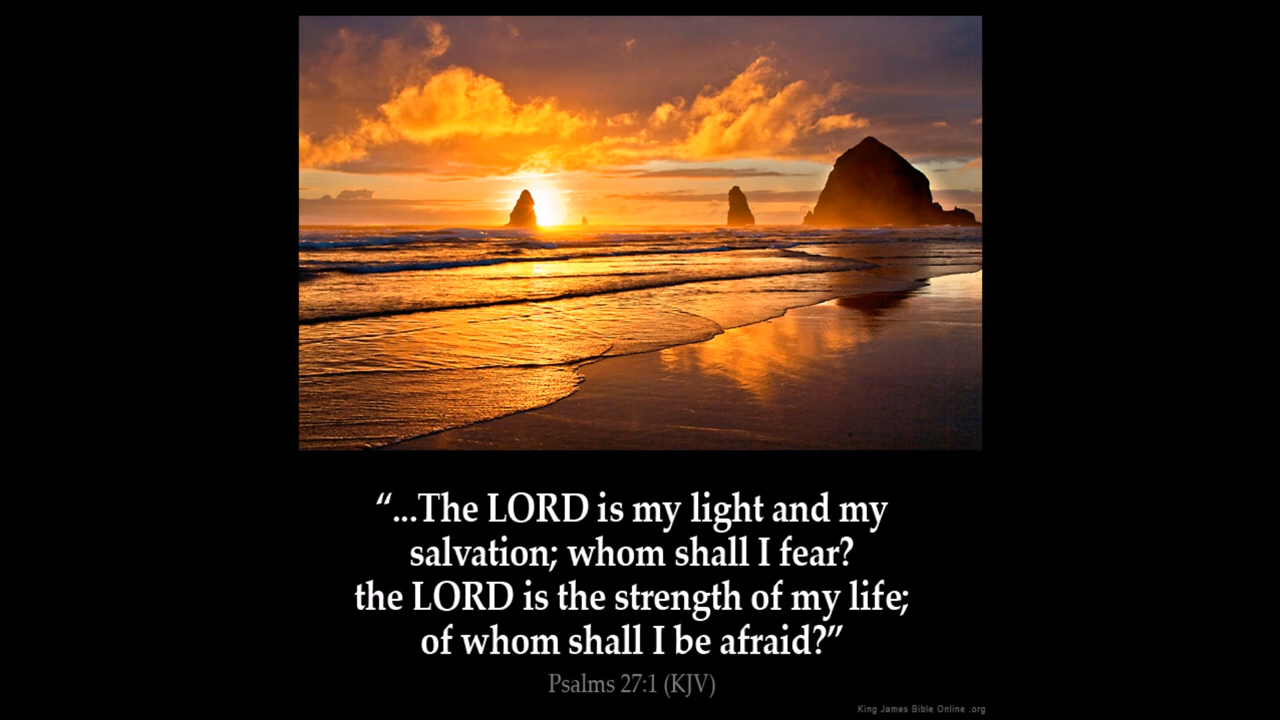 “...The LORD is my light and my
salvation; whom shall I fear?
the LORD is the strength of my life;
of whom shall I be afraid?”
Psalms 27:1 (KJV)
King James Bible Online .org